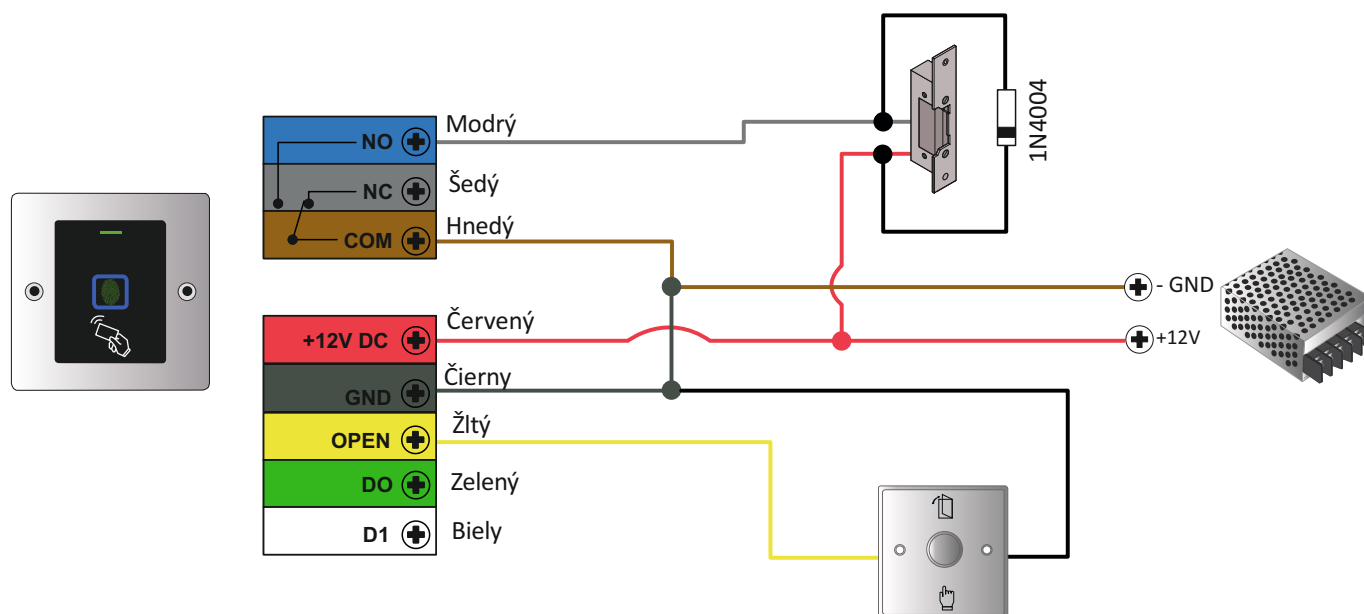 NO Modrý
NC Šedý
COM Hnedý
+12V DC Červený
GND Čierny
OPEN Žltý
DO Zelený
D1 Biely
1N4004
- GND
+12V